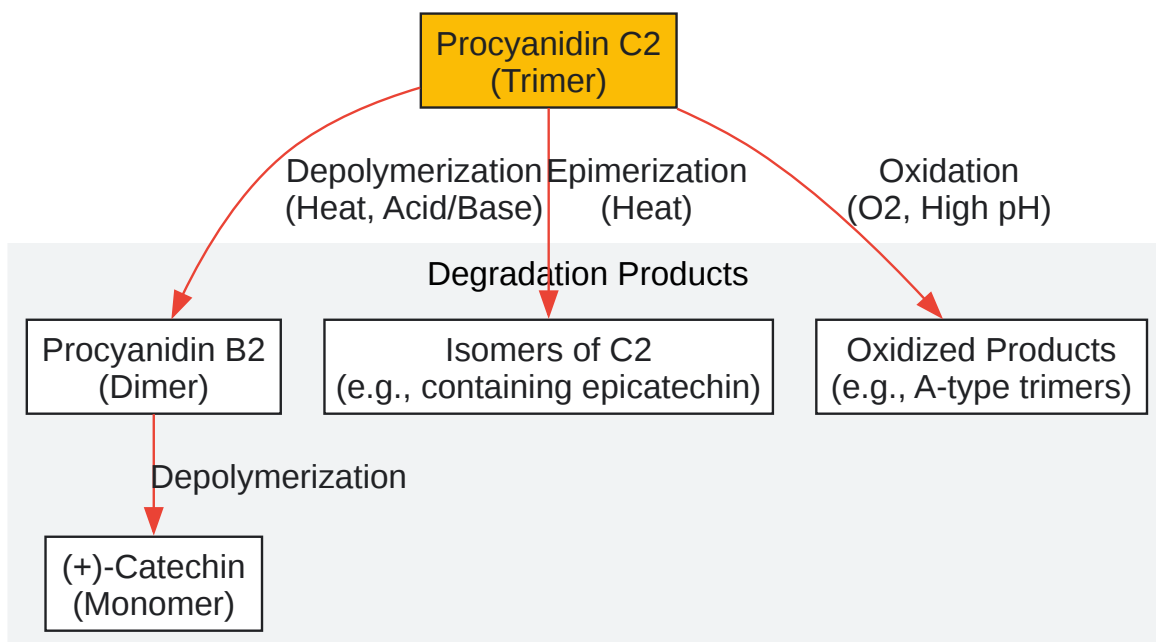 Procyanidin C2
(Trimer)
Depolymerization
(Heat, Acid/Base)
Epimerization
(Heat)
Oxidation
(O2, High pH)
Degradation Products
Procyanidin B2
(Dimer)
Isomers of C2
(e.g., containing epicatechin)
Oxidized Products
(e.g., A-type trimers)
Depolymerization
(+)-Catechin
(Monomer)